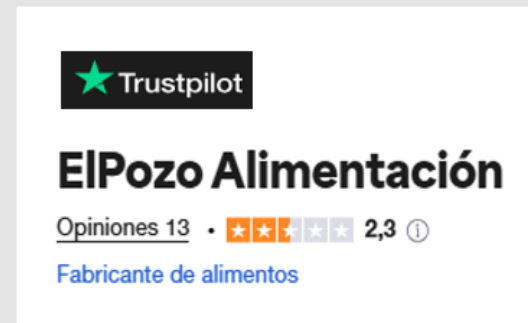 Trustpilot
ElPozo Alimentación
Opiniones 13 • 2,3
Fabricante de alimentos